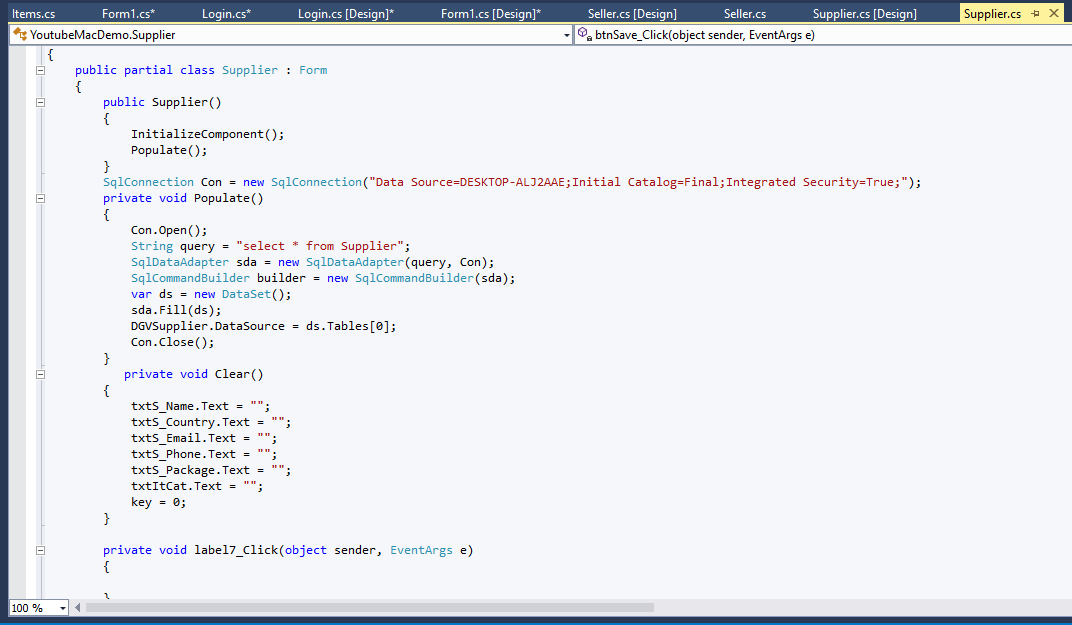 Items.cs Form1.cs* Login.cs* Login.cs [Design]* Form1.cs [Design]* Seller.cs [Design] Seller.cs Supplier.cs [Design] Supplier.cs
YoutubeMacDemo.Supplier btnSave_Click(object sender, EventArgs e)
{
public partial class Supplier : Form
{
public Supplier()
{
InitializeComponent();
Populate();
}
SqlConnection Con = new SqlConnection("Data Source=DESKTOP-ALJ2AAE;Initial Catalog=Final;Integrated Security=True;");
private void Populate()
{
Con.Open();
String query = "select * from Supplier";
SqlDataAdapter sda = new SqlDataAdapter(query, Con);
SqlCommandBuilder builder = new SqlCommandBuilder(sda);
var ds = new DataSet();
sda.Fill(ds);
DGVSupplier.DataSource = ds.Tables[0];
Con.Close();
}
private void Clear()
{
txtS_Name.Text = "";
txtS_Country.Text = "";
txtS_Email.Text = "";
txtS_Phone.Text = "";
txtS_Package.Text = "";
txtItCat.Text = "";
key = 0;
}
private void label7_Click(object sender, EventArgs e)
{
}
100 %